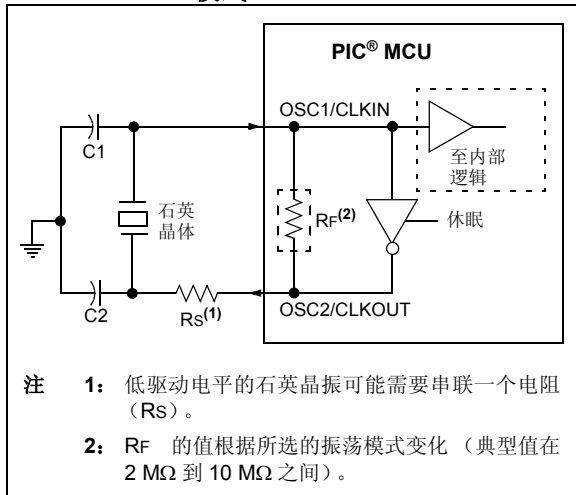 PIC® MCU
OSC1/CLKIN
C1
至内部
逻辑
石英
晶体
RF(2)
休眠
C2
RS(1)
OSC2/CLKOUT
注 1： 低驱动电平的石英晶振可能需要串联一个电阻
（RS）。
2： RF 的值根据所选的振荡模式变化 （典型值在
2 MΩ 到 10 MΩ 之间）。